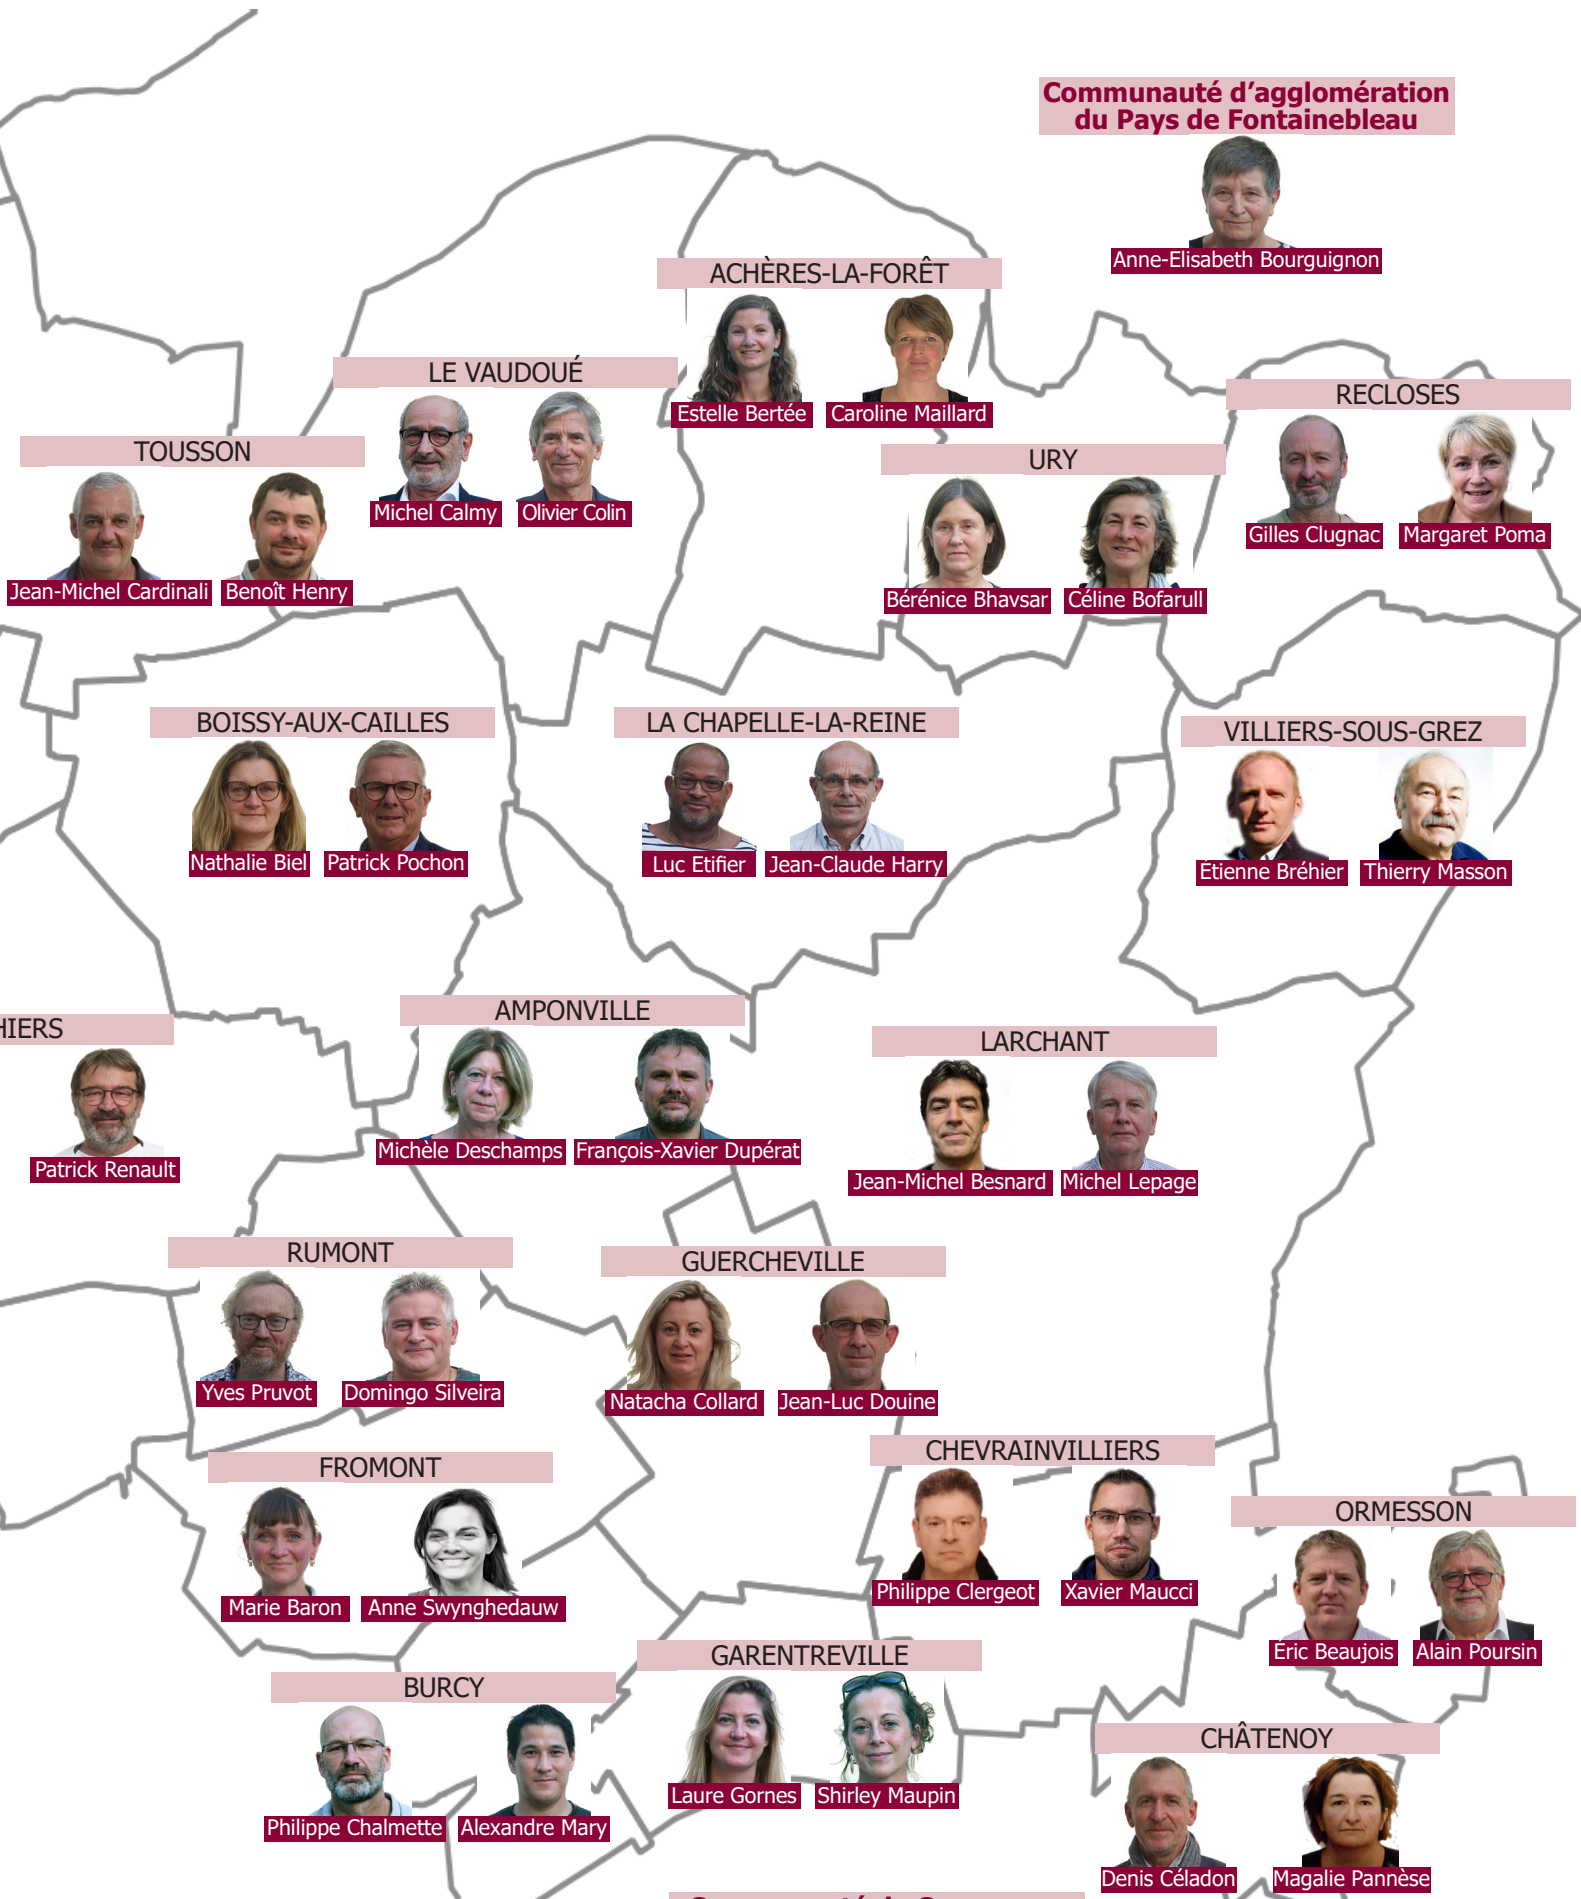 Communauté d'agglomération
du Pays de Fontainebleau
Anne-Elisabeth Bourguignon
ACHÈRES-LA-FORÊT
Estelle Bertée Caroline Maillard
LE VAUDOUÉ
Michel Calmy Olivier Colin
RECLOSES
Gilles Clugnac Margaret Poma
TOUSSON
Jean-Michel Cardinali Benoît Henry
URY
Bérénice Bhavsar Céline Bofarull
BOISSY-AUX-CAILLES
Nathalie Biel Patrick Pochon
LA CHAPELLE-LA-REINE
Luc Etifier Jean-Claude Harry
VILLIERS-SOUS-GREZ
Étienne Bréhier Thierry Masson
HIERS
Patrick Renault
AMPONVILLE
Michèle Deschamps François-Xavier Dupérat
LARCHANT
Jean-Michel Besnard Michel Lepage
RUMONT
Yves Pruvot Domingo Silveira
GUERCHEVILLE
Natacha Collard Jean-Luc Douine
FROMONT
Marie Baron Anne Swynghedauw
CHEVRAINVILLIERS
Philippe Clergeot Xavier Maucci
ORMESSON
Éric Beaujois Alain Poursin
GARENTREVILLE
Laure Gornes Shirley Maupin
BURCY
Philippe Chalmette Alexandre Mary
CHÂTENOY
Denis Céladon Magalie Pannèse